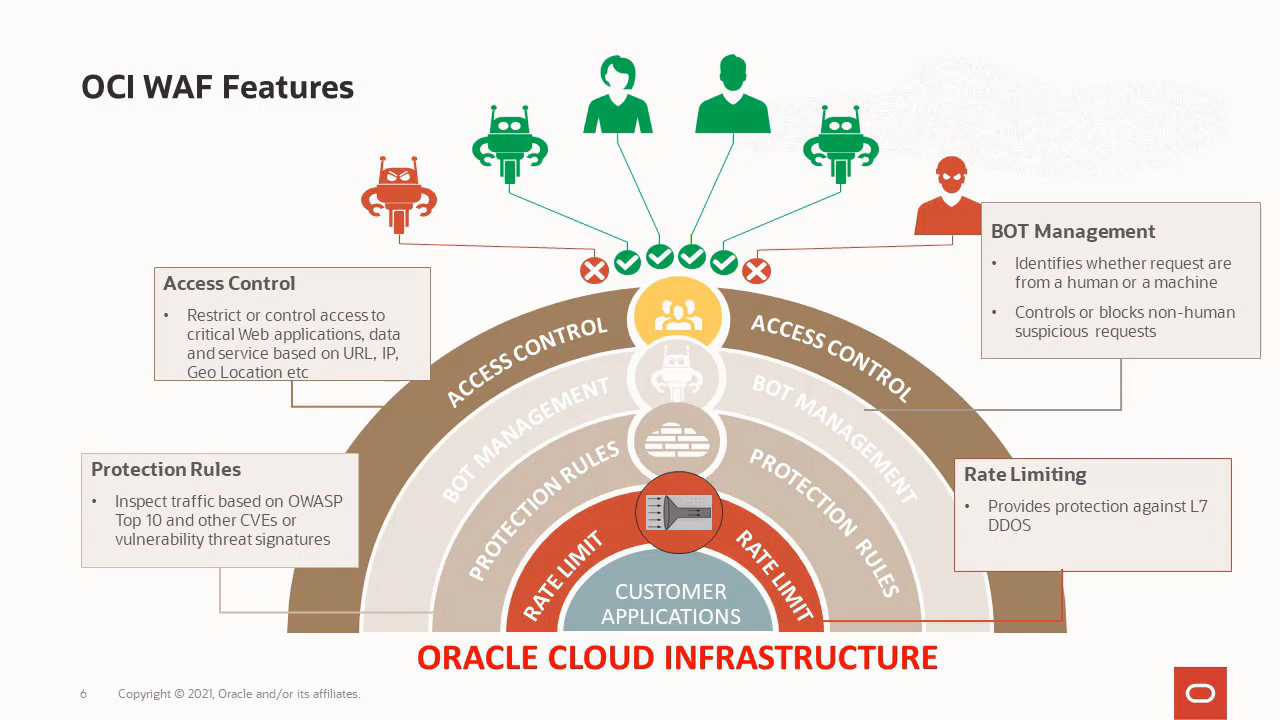 OCI WAF Features
BOT Management
• Identifies whether request are
from a human or a machine
• Controls or blocks non-human
suspicious requests
Access Control
• Restrict or control access to
critical Web applications, data
and service based on URL, IP,
Geo Location etc
ACCESS CONTROL
ACCESS CONTROL
BOT MANAGEMENT
BOT MANAGEMENT
PROTECTION RULES
PROTECTION RULES
Protection Rules
• Inspect traffic based on OWASP
Top 10 and other CVEs or
vulnerability threat signatures
Rate Limiting
• Provides protection against L7
DDOS
RATE LIMIT
RATE LIMIT
CUSTOMER
APPLICATIONS
ORACLE CLOUD INFRASTRUCTURE
6 Copyright © 2021, Oracle and/or its affiliates.